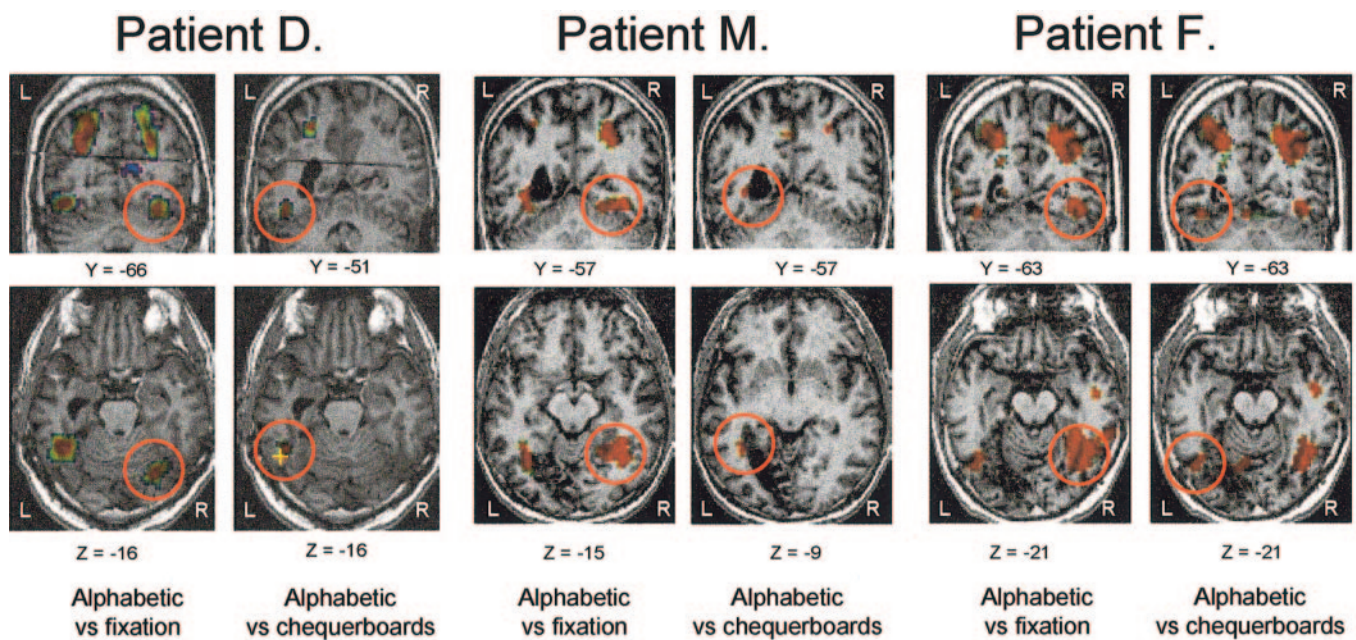 Patient D. Patient M. Patient F.
L R L R L R
Y = -66 Y = -51 Y = -57 Y = -57 Y = -63 Y = -63
L R L R L R L R L R
Z = -16 Z = -16 Z = -15 Z = -9 Z = -21 Z = -21
Alphabetic Alphabetic Alphabetic Alphabetic Alphabetic Alphabetic
vs fixation vs chequerboards vs fixation vs chequerboards vs fixation vs chequerboards